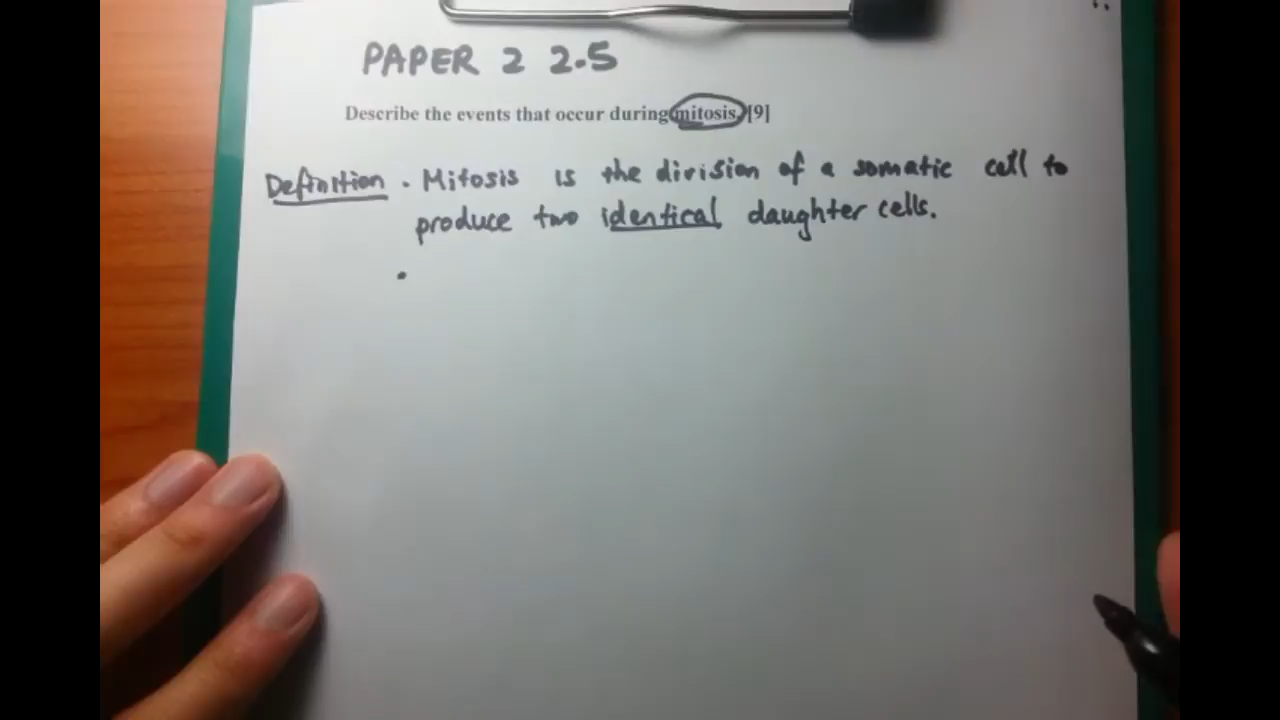 PAPER 2 2.5
Describe the events that occur during mitosis. [9]
Definition • Mitosis is the division of a somatic cell to
produce two identical daughter cells.
•